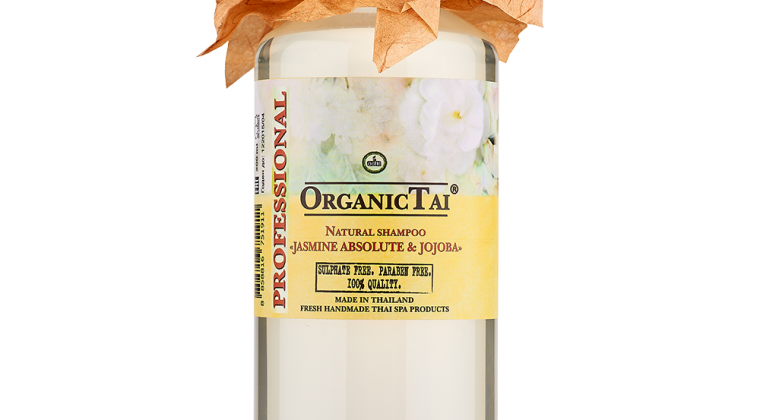 PROFESSIONAL
ORGANICTAI®
NATURAL SHAMPOO
«JASMINE ABSOLUTE & JOJOBA»
SULPHATE FREE. PARABEN FREE.
100% QUALITY.
MADE IN THAILAND
FRESH HANDMADE THAI SPA PRODUCTS